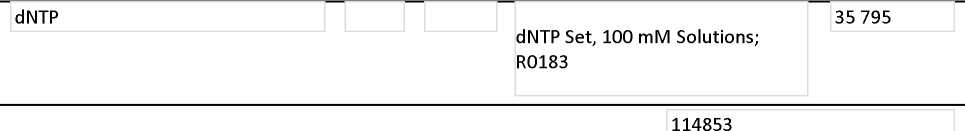 dNTP
dNTP Set, 100 mM Solutions;
R0183
35 795
114853